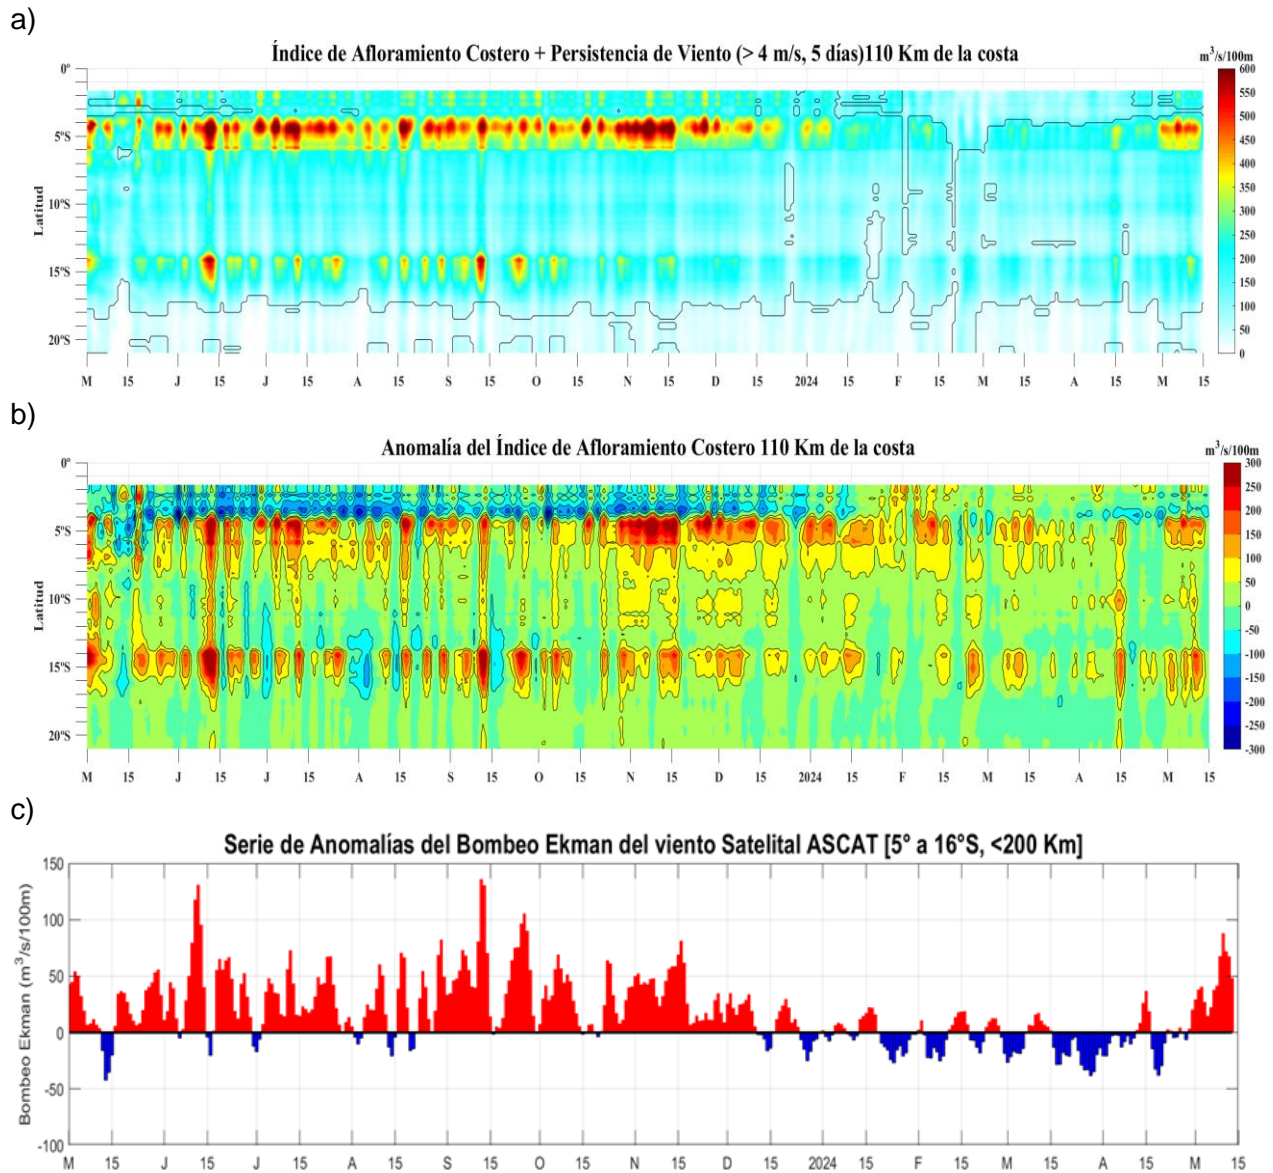 a)
Índice de Afloramiento Costero + Persistencia de Viento (> 4 m/s, 5 días)110 Km de la costa
m³/s/100m
0°
5°S
10°S
15°S
20°S
Latitud
600
550
500
450
400
350
300
250
200
150
100
50
0
M 15 J 15 J 15 A 15 S 15 O 15 N 15 D 15 2024 15 F 15 M 15 A 15 M 15
b)
Anomalía del Índice de Afloramiento Costero 110 Km de la costa
m³/s/100m
0°
5°S
10°S
15°S
20°S
Latitud
300
250
200
150
100
50
0
-50
-100
-150
-200
-250
-300
M 15 J 15 J 15 A 15 S 15 O 15 N 15 D 15 2024 15 F 15 M 15 A 15 M 15
c)
Serie de Anomalías del Bombeo Ekman del viento Satelital ASCAT [5° a 16°S, <200 Km]
150
100
50
0
-50
-100
Bombeo Ekman (m³/s/100m)
M 15 J 15 J 15 A 15 S 15 O 15 N 15 D 15 2024 15 F 15 M 15 A 15 M 15